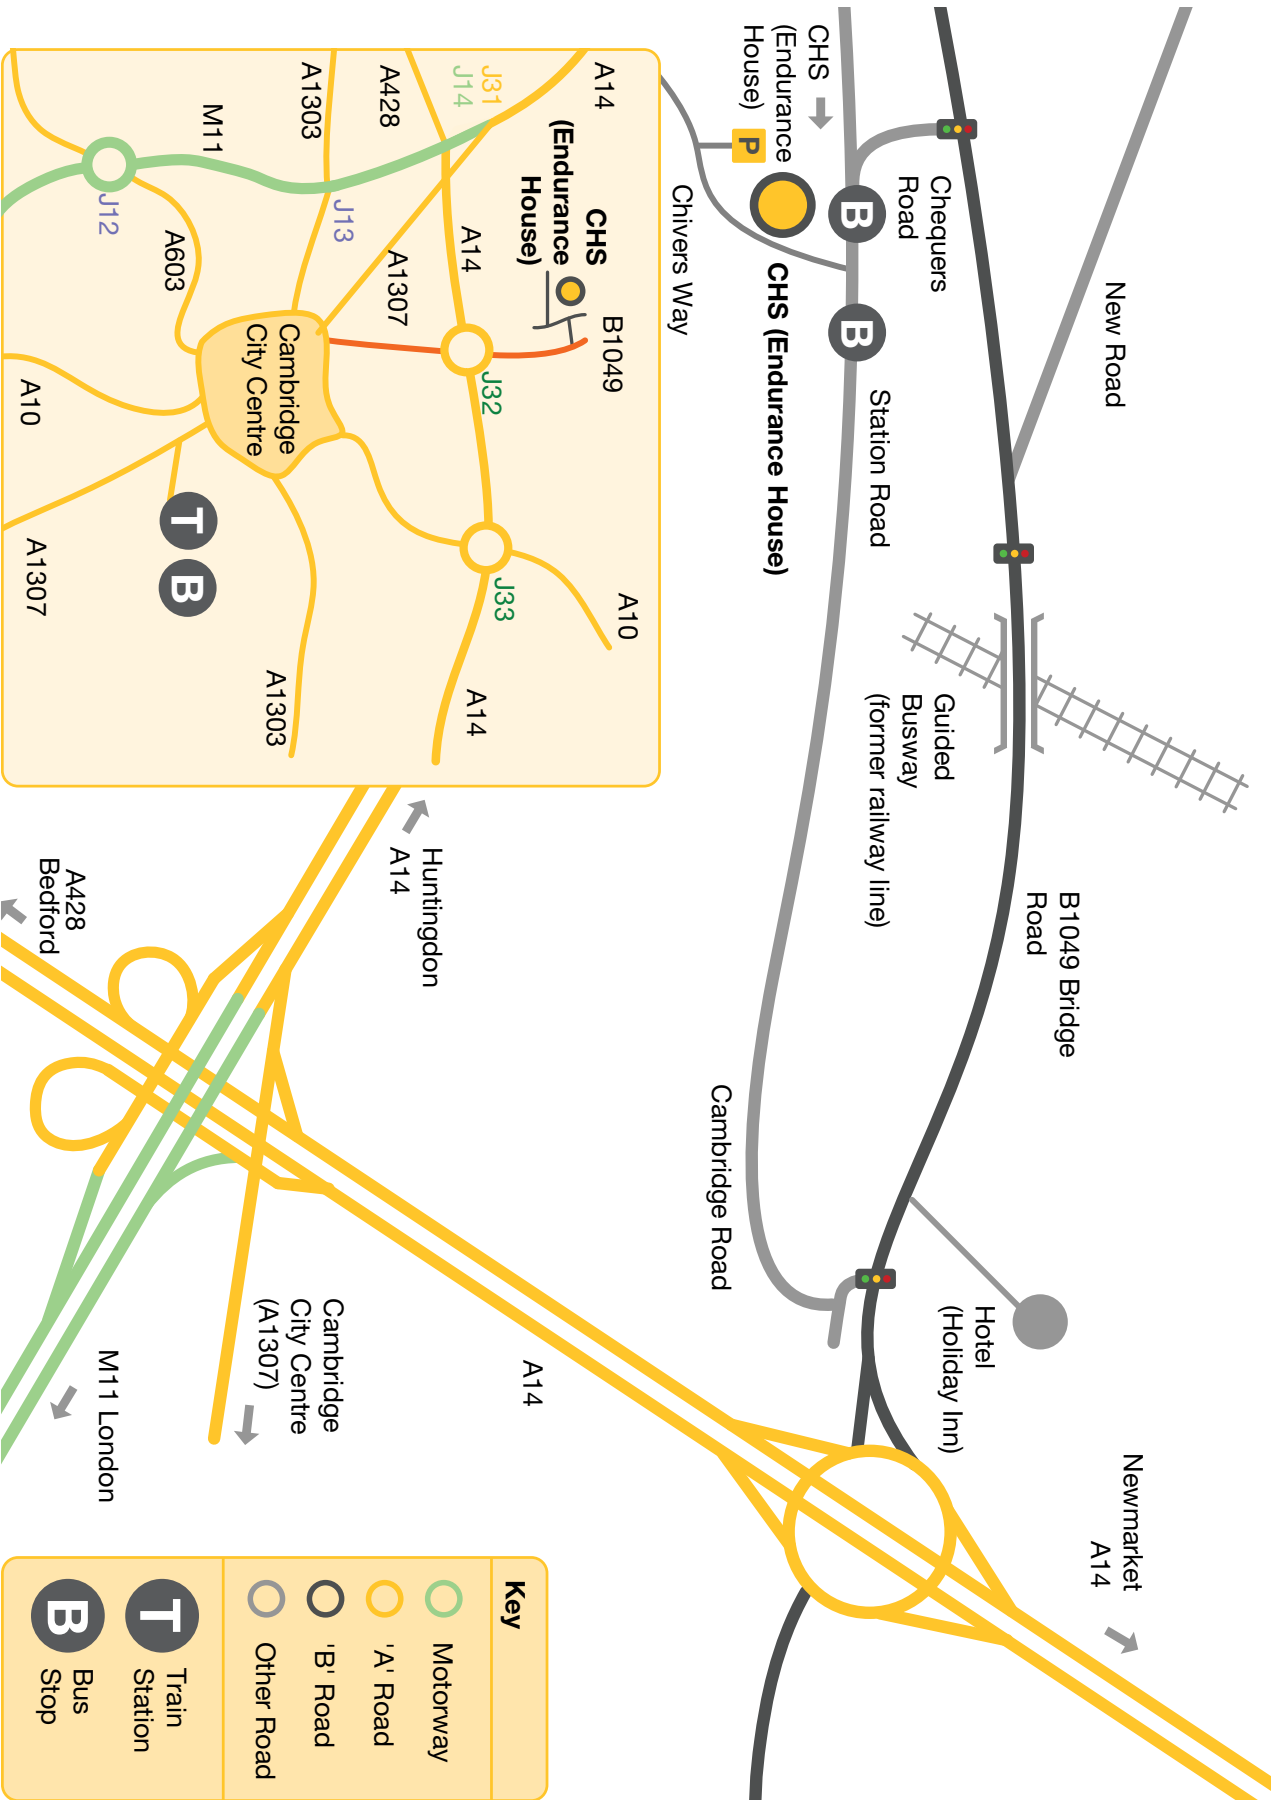 New Road
Chequers
Road
CHS
(Endurance
House)
P
B
B
CHS (Endurance House)
Chivers Way
Station Road
Guided
Busway
(former railway line)
B1049 Bridge
Road
Cambridge Road
Hotel
(Holiday Inn)
Newmarket
A14
A14
Huntingdon
A14
A428
Bedford
Cambridge
City Centre
(A1307)
M11 London
A14
J31
J14
A428
A1303
M11
J12
J13
A603
A1307
A14
CHS
(Endurance
House)
B1049
J32
Cambridge
City Centre
A10
A1307
T
B
A1303
J33
A10
A14
Key
Motorway
'A' Road
'B' Road
Other Road
T
Train
Station
B
Bus
Stop